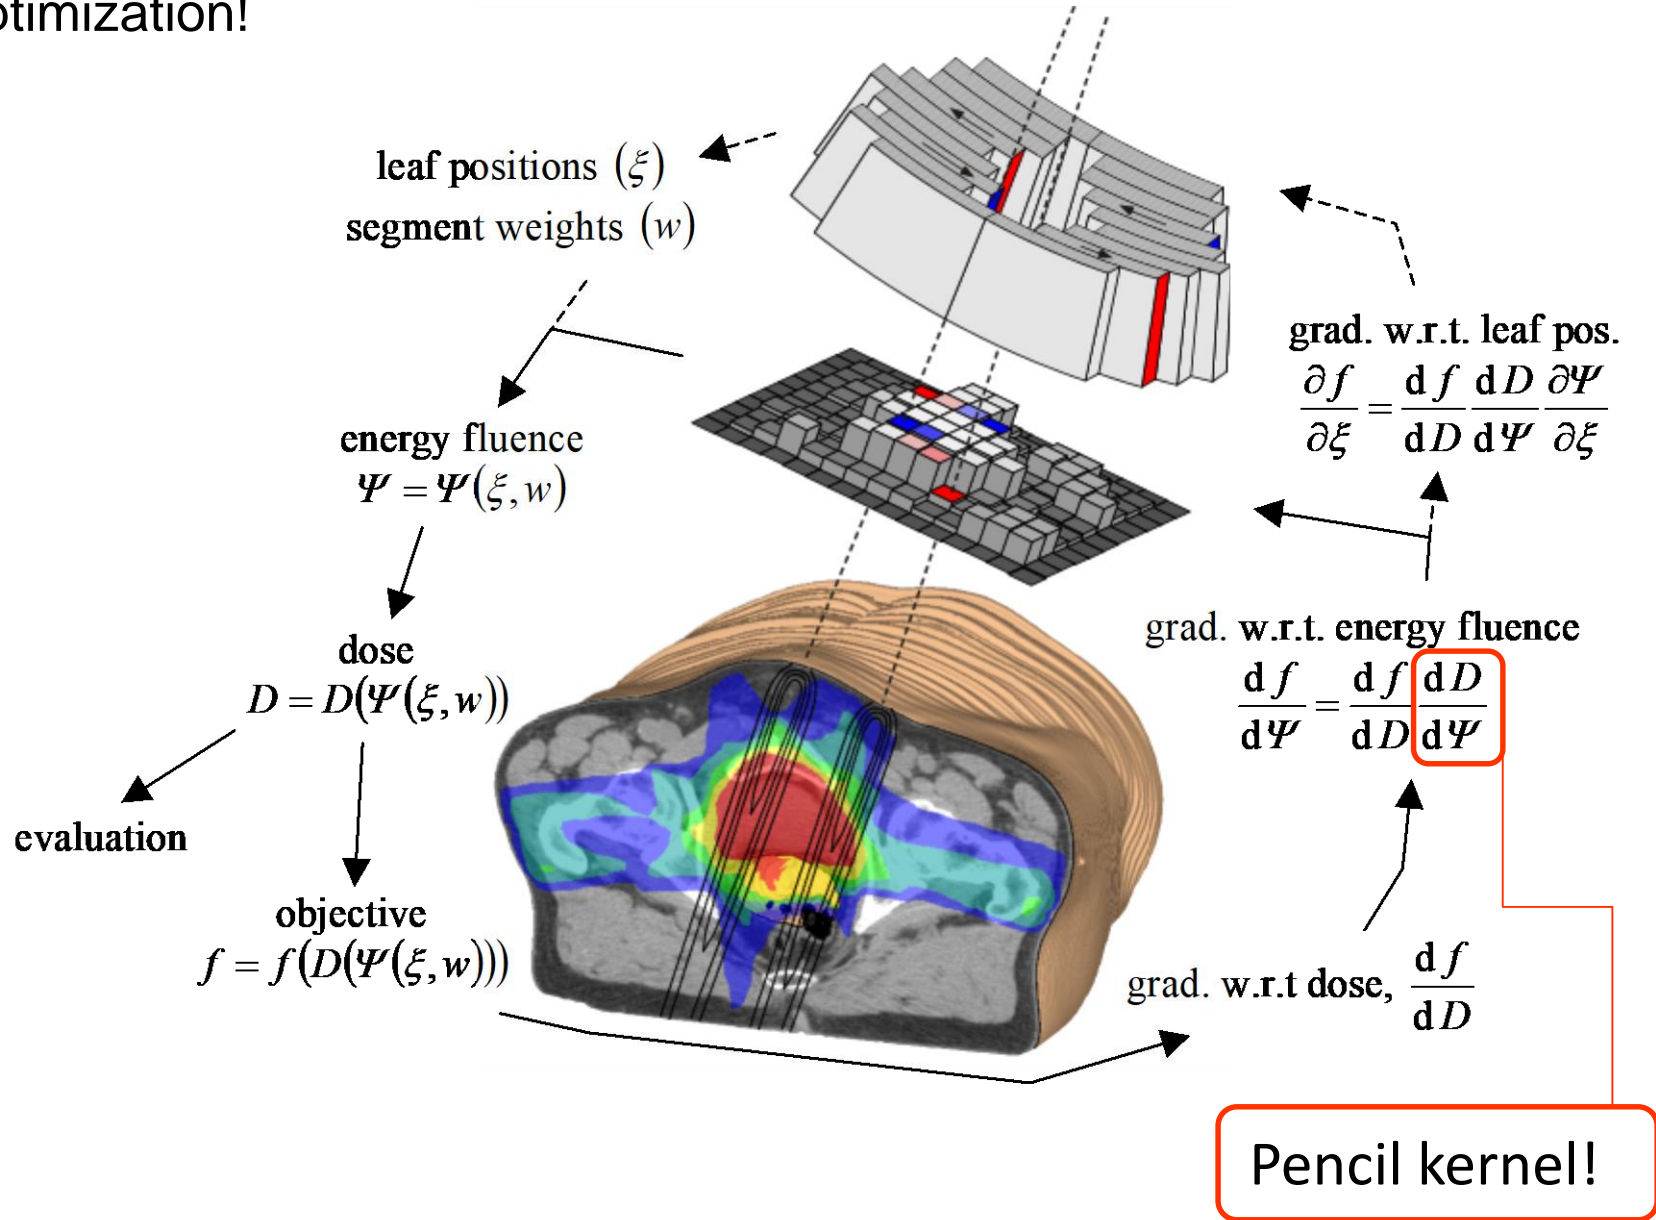 otimization!
leaf positions (ξ)
segment weights (w)
energy fluence
Ψ = Ψ(ξ, w)
dose
D = D(Ψ(ξ, w))
evaluation
objective
f = f(D(Ψ(ξ, w)))
grad. w.r.t dose, df/dD
grad. w.r.t. energy fluence
df/dΨ = df/dD dD/dΨ
grad. w.r.t. leaf pos.
∂f/∂ξ = df/dD dD/dΨ ∂Ψ/∂ξ
Pencil kernel!